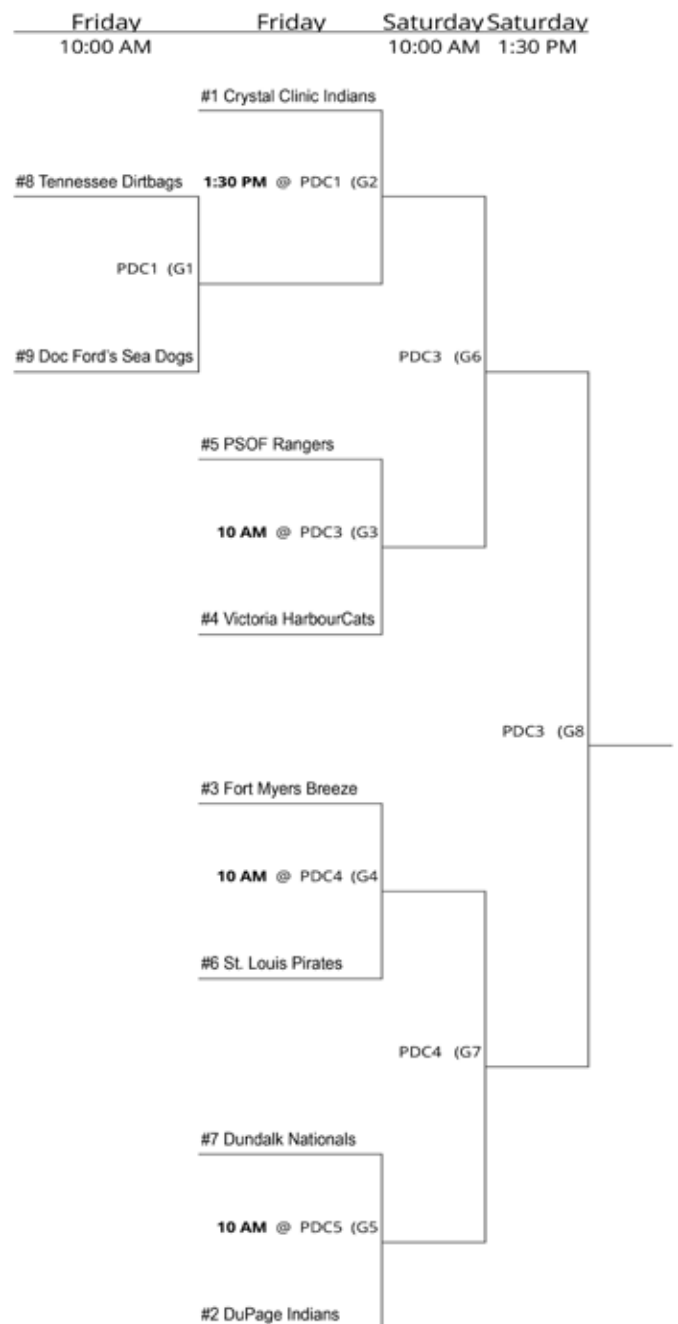 Friday Friday Saturday Saturday
10:00 AM 10:00 AM 1:30 PM
#1 Crystal Clinic Indians
#8 Tennessee Dirtbags 1:30 PM @ PDC1 (G2
PDC1 (G1
#9 Doc Ford's Sea Dogs PDC3 (G6
#5 PSOF Rangers
10 AM @ PDC3 (G3
#4 Victoria HarbourCats
PDC3 (G8
#3 Fort Myers Breeze
10 AM @ PDC4 (G4
#6 St. Louis Pirates
PDC4 (G7
#7 Dundalk Nationals
10 AM @ PDC5 (G5
#2 DuPage Indians